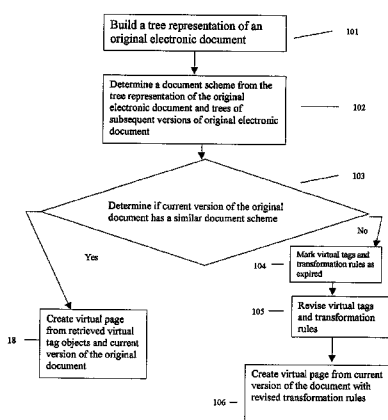 Build a tree representation of an
original electronic document
101
Determine a document scheme from the
tree representation of the original
electronic document and trees of
subsequent versions of original electronic
document
102
103
Determine if current version of the original
document has a similar document scheme
No
Yes
104
Mark virtual tags and
transformation rules as
expired
105
Revise virtual tags
and transformation
rules
18
Create virtual page
from retrieved virtual
tag objects and current
version of the original
document
106
Create virtual page from current
version of the document with
revised transformation rules